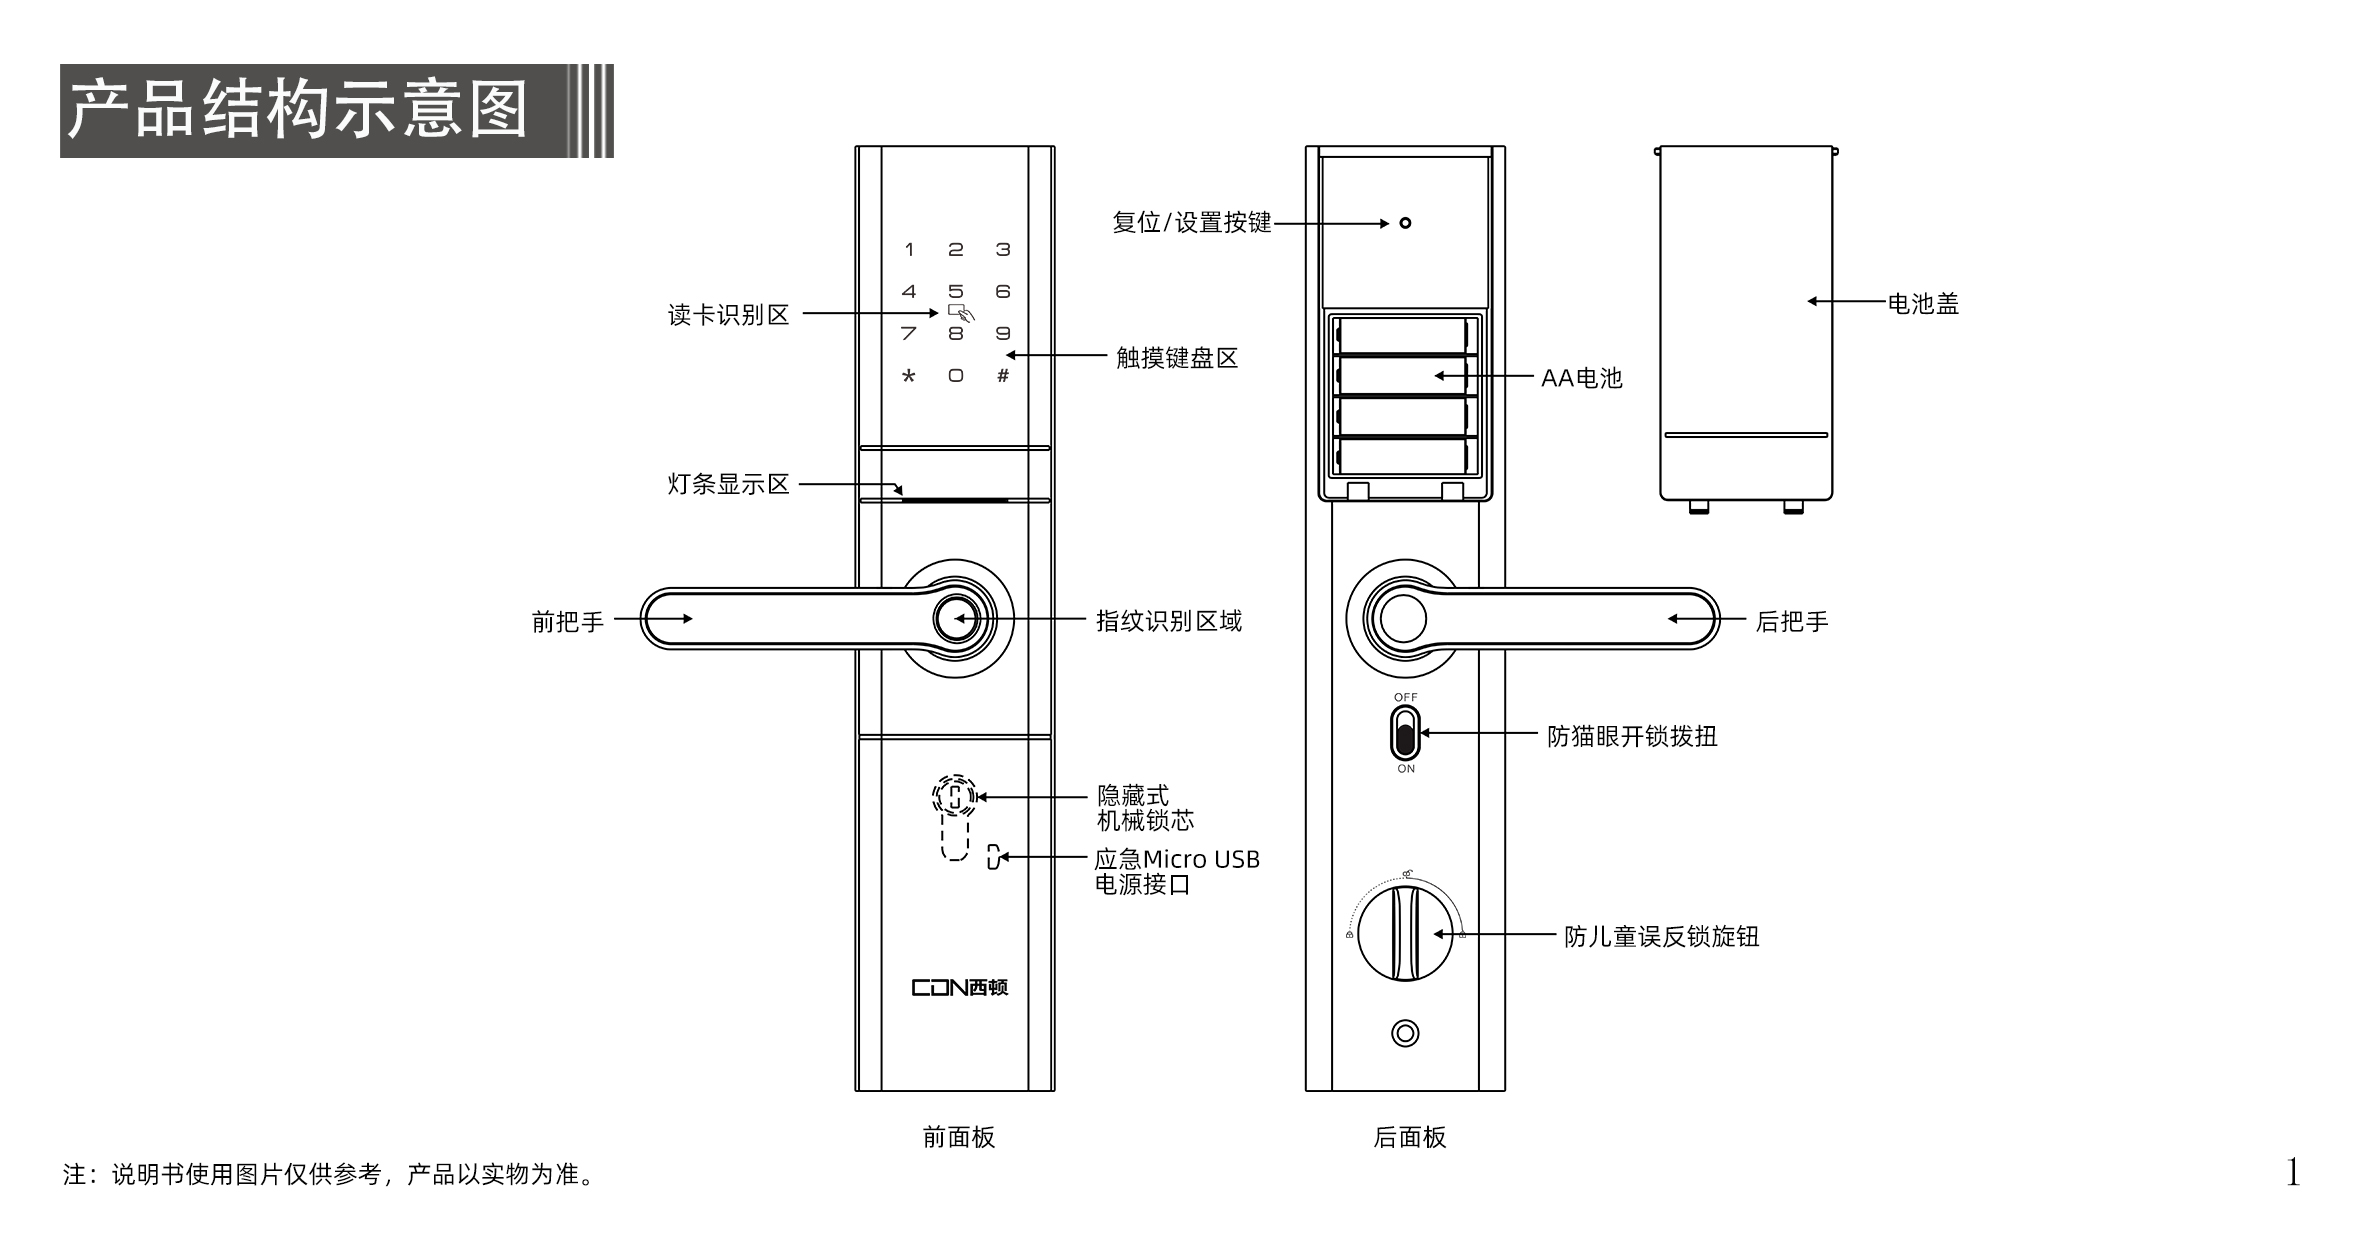 产品结构示意图
复位/设置按键
1 2 3
4 5 6
7 8 9
* 0 #
读卡识别区
触摸键盘区
灯条显示区
前把手
指纹识别区域
隐藏式
机械锁芯
应急Micro USB
电源接口
CDN西顿
前面板
电池盖
AA电池
后把手
OFF
防猫眼开锁拨扭
ON
防儿童误反锁旋钮
后面板
注：说明书使用图片仅供参考，产品以实物为准。
1